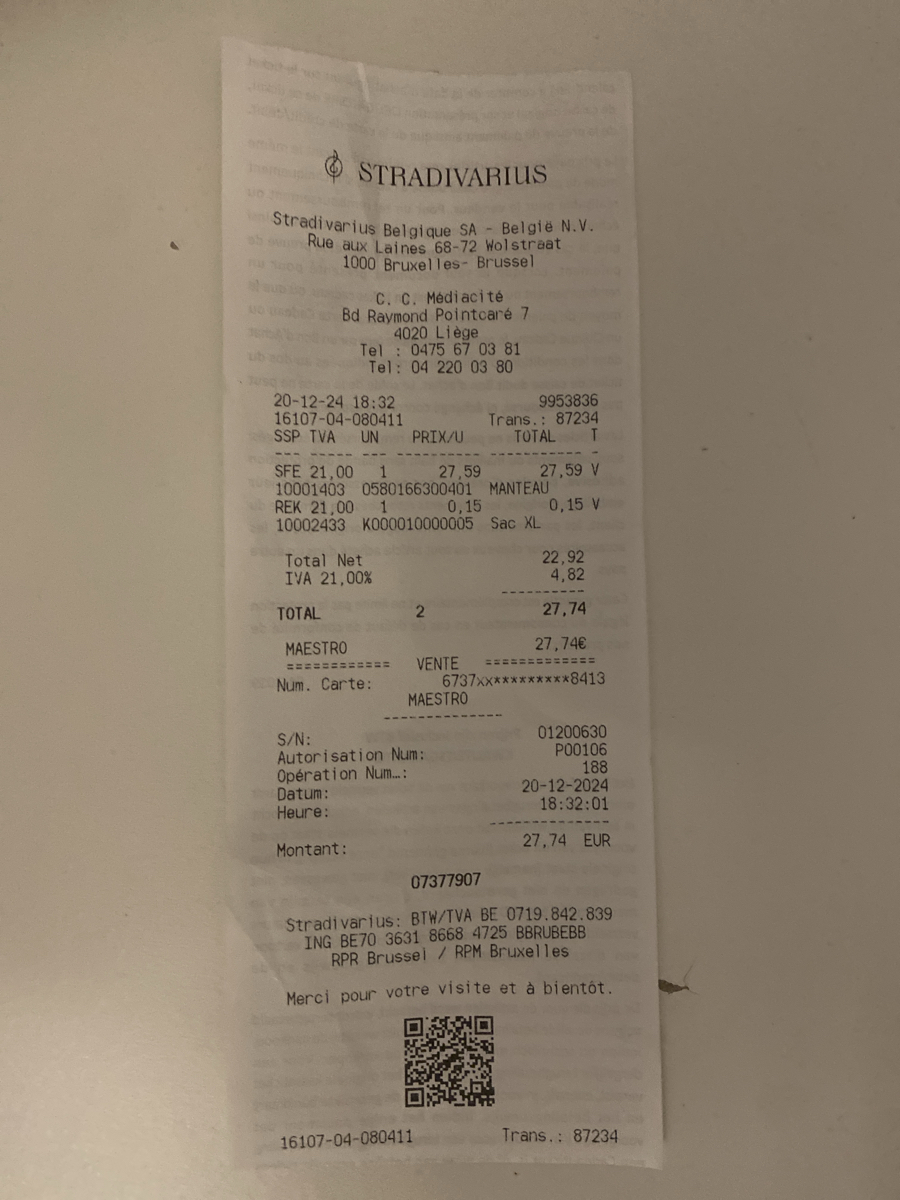 STRADIVARIUS
Stradivarius Belgique SA - België N.V.
Rue aux Laines 68-72 Wolstraat
1000 Bruxelles- Brussel
C. C. Médiacité
Bd Raymond Pointcaré 7
4020 Liège
Tel : 0475 67 03 81
Tel: 04 220 03 80
20-12-24 18:32 9953836
16107-04-080411 Trans.: 87234
SSP TVA UN PRIX/U TOTAL T
--- ----- --- ---------- ----------- -
SFE 21,00 1 27,59 27,59 V
10001403 0580166300401 MANTEAU
REK 21,00 1 0,15 0,15 V
10002433 K000010000005 Sac XL
Total Net 22,92
IVA 21,00% 4,82
----------
TOTAL 2 27,74
MAESTRO 27,74€
============ VENTE =============
Num. Carte: 6737xx**********8413
MAESTRO
--------------
S/N: 01200630
Autorisation Num: P00106
Opération Num…: 188
Datum: 20-12-2024
Heure: 18:32:01
--------------
Montant: 27,74 EUR
07377907
Stradivarius: BTW/TVA BE 0719.842.839
ING BE70 3631 8668 4725 BBRUBEBB
RPR Brussel / RPM Bruxelles
Merci pour votre visite et à bientôt.
16107-04-080411 Trans.: 87234